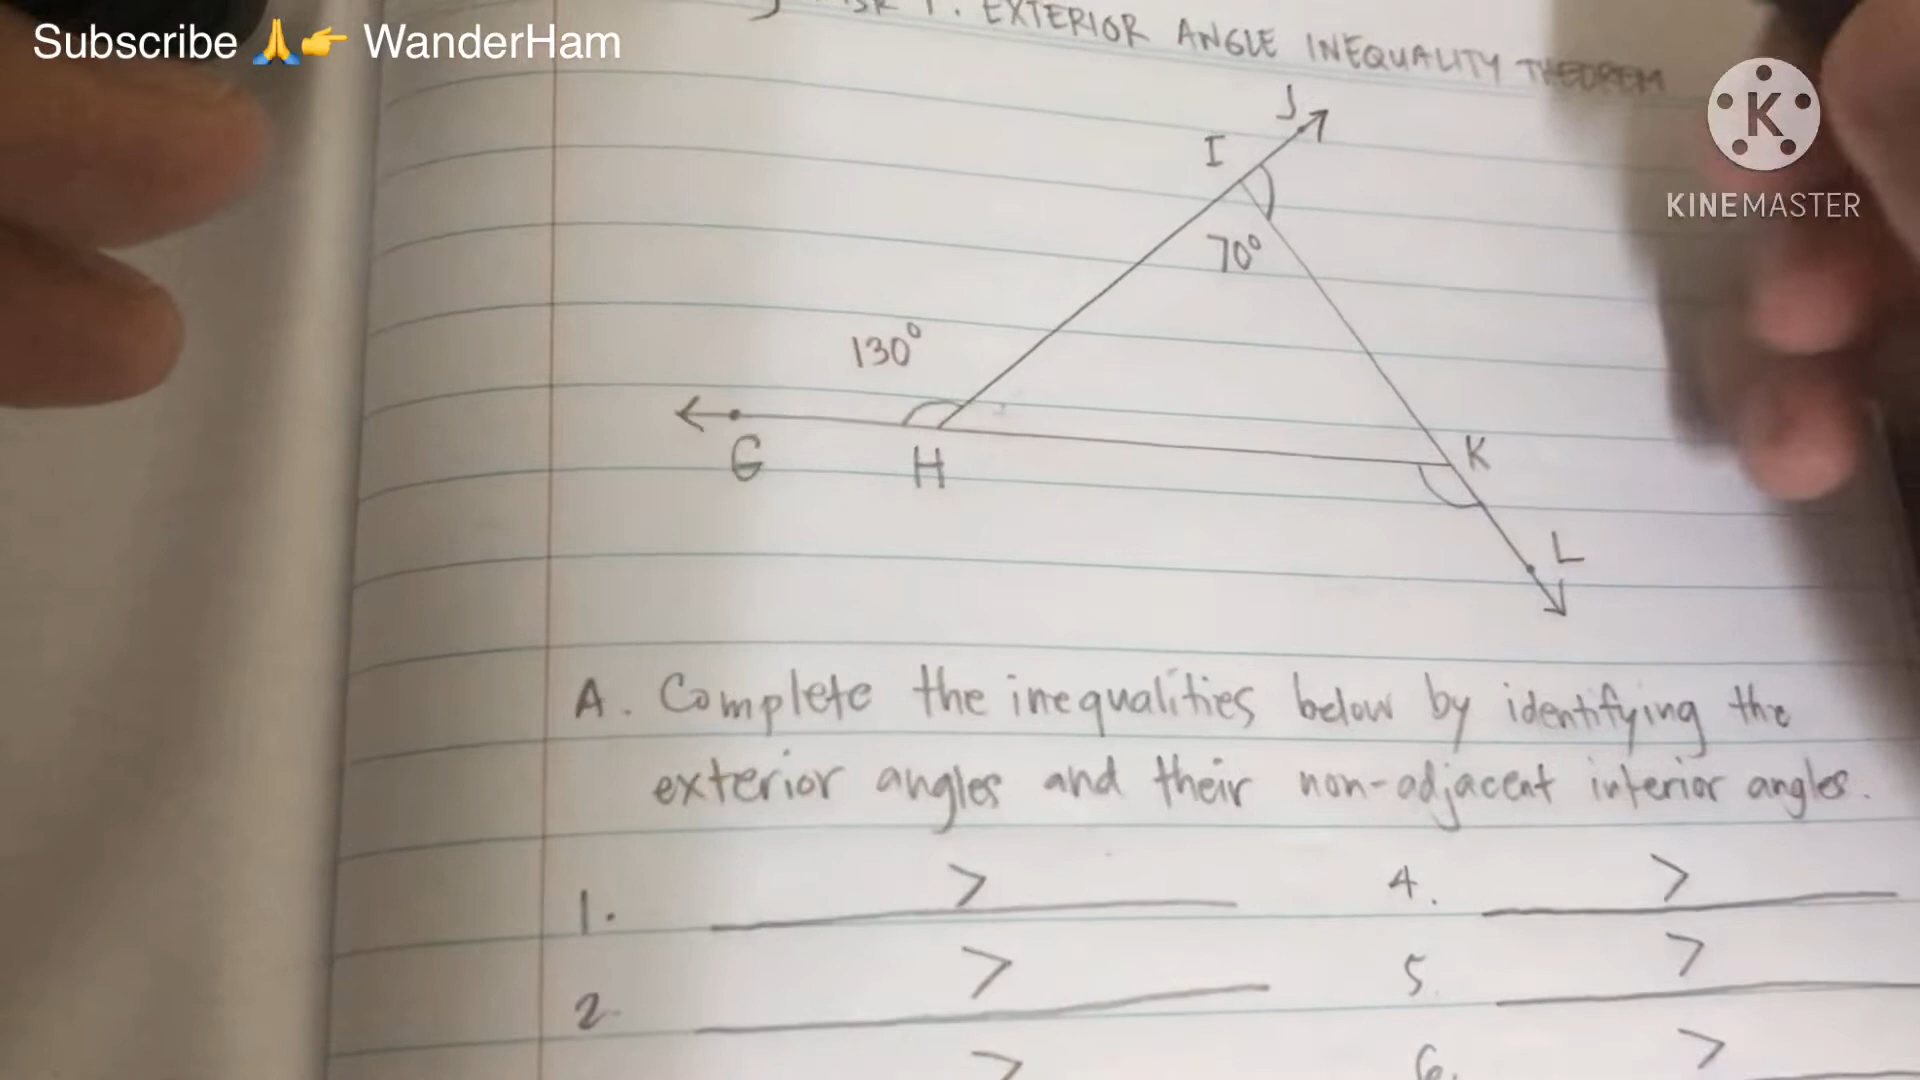 Subscribe 🙏👉 WanderHam
1. EXTERIOR ANGLE INEQUALITY THEOREM
J
I
K
KINEMASTER
70°
130°
G
H
K
L
A. Complete the inequalities below by identifying the
exterior angles and their non-adjacent interior angles.
1. >
4. >
2. >
5. >
>
6. >